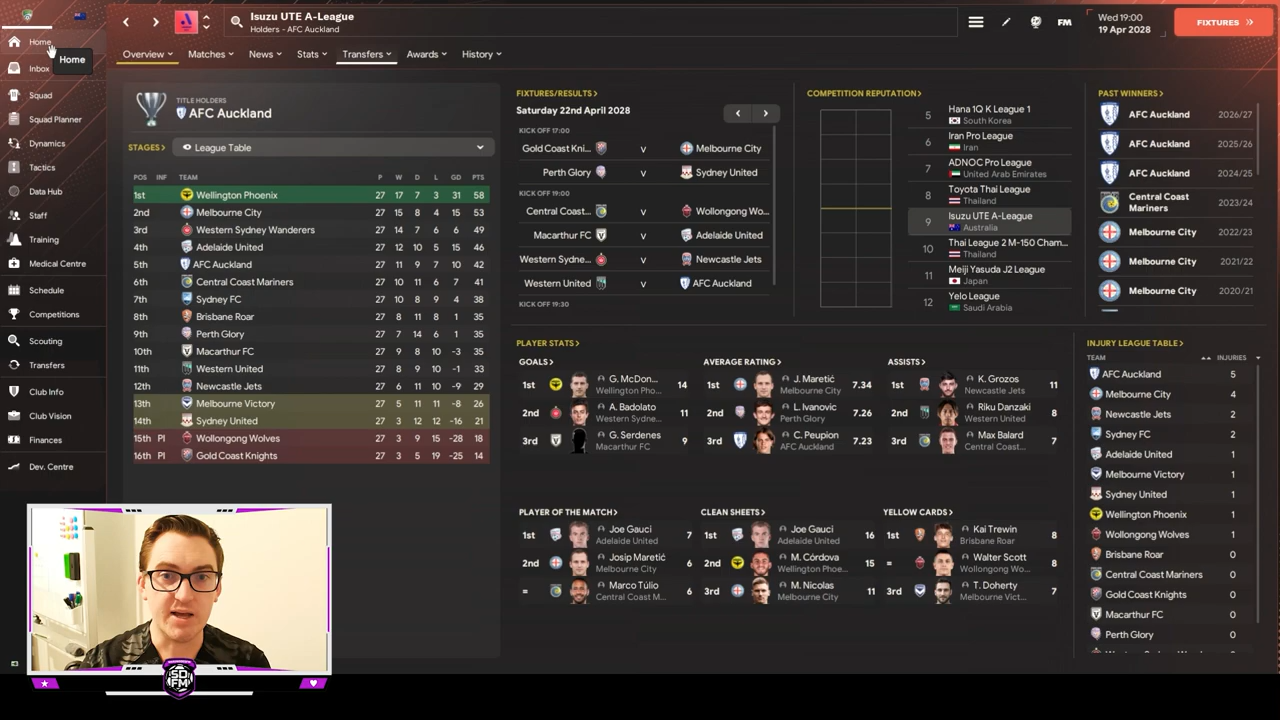 Isuzu UTE A-League
Holders - AFC Auckland
FM
Wed 19:00
19 Apr 2028
FIXTURES
Home
Home
Inbox
Squad
Squad Planner
Dynamics
Tactics
Data Hub
Staff
Training
Medical Centre
Schedule
Competitions
Scouting
Transfers
Club Info
Club Vision
Finances
Dev. Centre
Overview
Matches
News
Stats
Transfers
Awards
History
TITLE HOLDERS
AFC Auckland
STAGES
League Table
POS INF TEAM P W D L GD PTS
1st Wellington Phoenix 27 17 7 3 31 58
2nd Melbourne City 27 15 8 4 15 53
3rd Western Sydney Wanderers 27 14 7 6 6 49
4th Adelaide United 27 12 10 5 15 46
5th AFC Auckland 27 11 9 7 10 42
6th Central Coast Mariners 27 10 11 6 7 41
7th Sydney FC 27 10 8 9 4 38
8th Brisbane Roar 27 8 11 8 1 35
9th Perth Glory 27 7 14 6 1 35
10th Macarthur FC 27 9 8 10 -3 35
11th Western United 27 8 9 10 -1 33
12th Newcastle Jets 27 6 11 10 -9 29
13th Melbourne Victory 27 5 11 11 -8 26
14th Sydney United 27 3 12 12 -16 21
15th Pl Wollongong Wolves 27 3 9 15 -28 18
16th Pl Gold Coast Knights 27 3 5 19 -25 14
FIXTURES/RESULTS
Saturday 22nd April 2028
KICK OFF 17:00
Gold Coast Kni... v Melbourne City
Perth Glory v Sydney United
KICK OFF 19:00
Central Coast... v Wollongong Wo...
Macarthur FC v Adelaide United
Western Sydne... v Newcastle Jets
Western United v AFC Auckland
KICK OFF 19:30
COMPETITION REPUTATION
5 Hana 1Q K League 1
South Korea
6 Iran Pro League
Iran
7 ADNOC Pro League
United Arab Emirates
8 Toyota Thai League
Thailand
9 Isuzu UTE A-League
Australia
10 Thai League 2 M-150 Cham...
Thailand
11 Meiji Yasuda J2 League
Japan
12 Yelo League
Saudi Arabia
PAST WINNERS
AFC Auckland 2026/27
AFC Auckland 2025/26
AFC Auckland 2024/25
Central Coast Mariners 2023/24
Melbourne City 2022/23
Melbourne City 2021/22
Melbourne City 2020/21
PLAYER STATS
GOALS
1st G. McDon... 14
Wellington Pho...
2nd A. Badolato 11
Western Sydne...
3rd G. Serdenes 9
Macarthur FC
AVERAGE RATING
1st J. Maretić 7.34
Melbourne City
2nd L. Ivanovic 7.26
Perth Glory
3rd C. Peupion 7.23
AFC Auckland
ASSISTS
1st K. Grozos 11
Newcastle Jets
2nd Riku Danzaki 8
Western United
3rd Max Balard 7
Central Coast...
PLAYER OF THE MATCH
1st Joe Gauci 7
Adelaide United
2nd Josip Maretić 6
Melbourne City
= Marco Túlio 6
Central Coast M...
CLEAN SHEETS
1st Joe Gauci 16
Adelaide United
2nd M. Córdova 15
Wellington Phoe...
3rd M. Nicolas 11
Melbourne City
YELLOW CARDS
1st Kai Trewin 8
Brisbane Roar
= Walter Scott 8
Wollongong Wo...
3rd T. Doherty 7
Melbourne Vict...
INJURY LEAGUE TABLE
TEAM INJURIES
AFC Auckland 5
Melbourne City 4
Newcastle Jets 2
Sydney FC 2
Adelaide United 1
Melbourne Victory 1
Sydney United 1
Wellington Phoenix 1
Wollongong Wolves 1
Brisbane Roar 0
Central Coast Mariners 0
Gold Coast Knights 0
Macarthur FC 0
Perth Glory 0
SD
FM